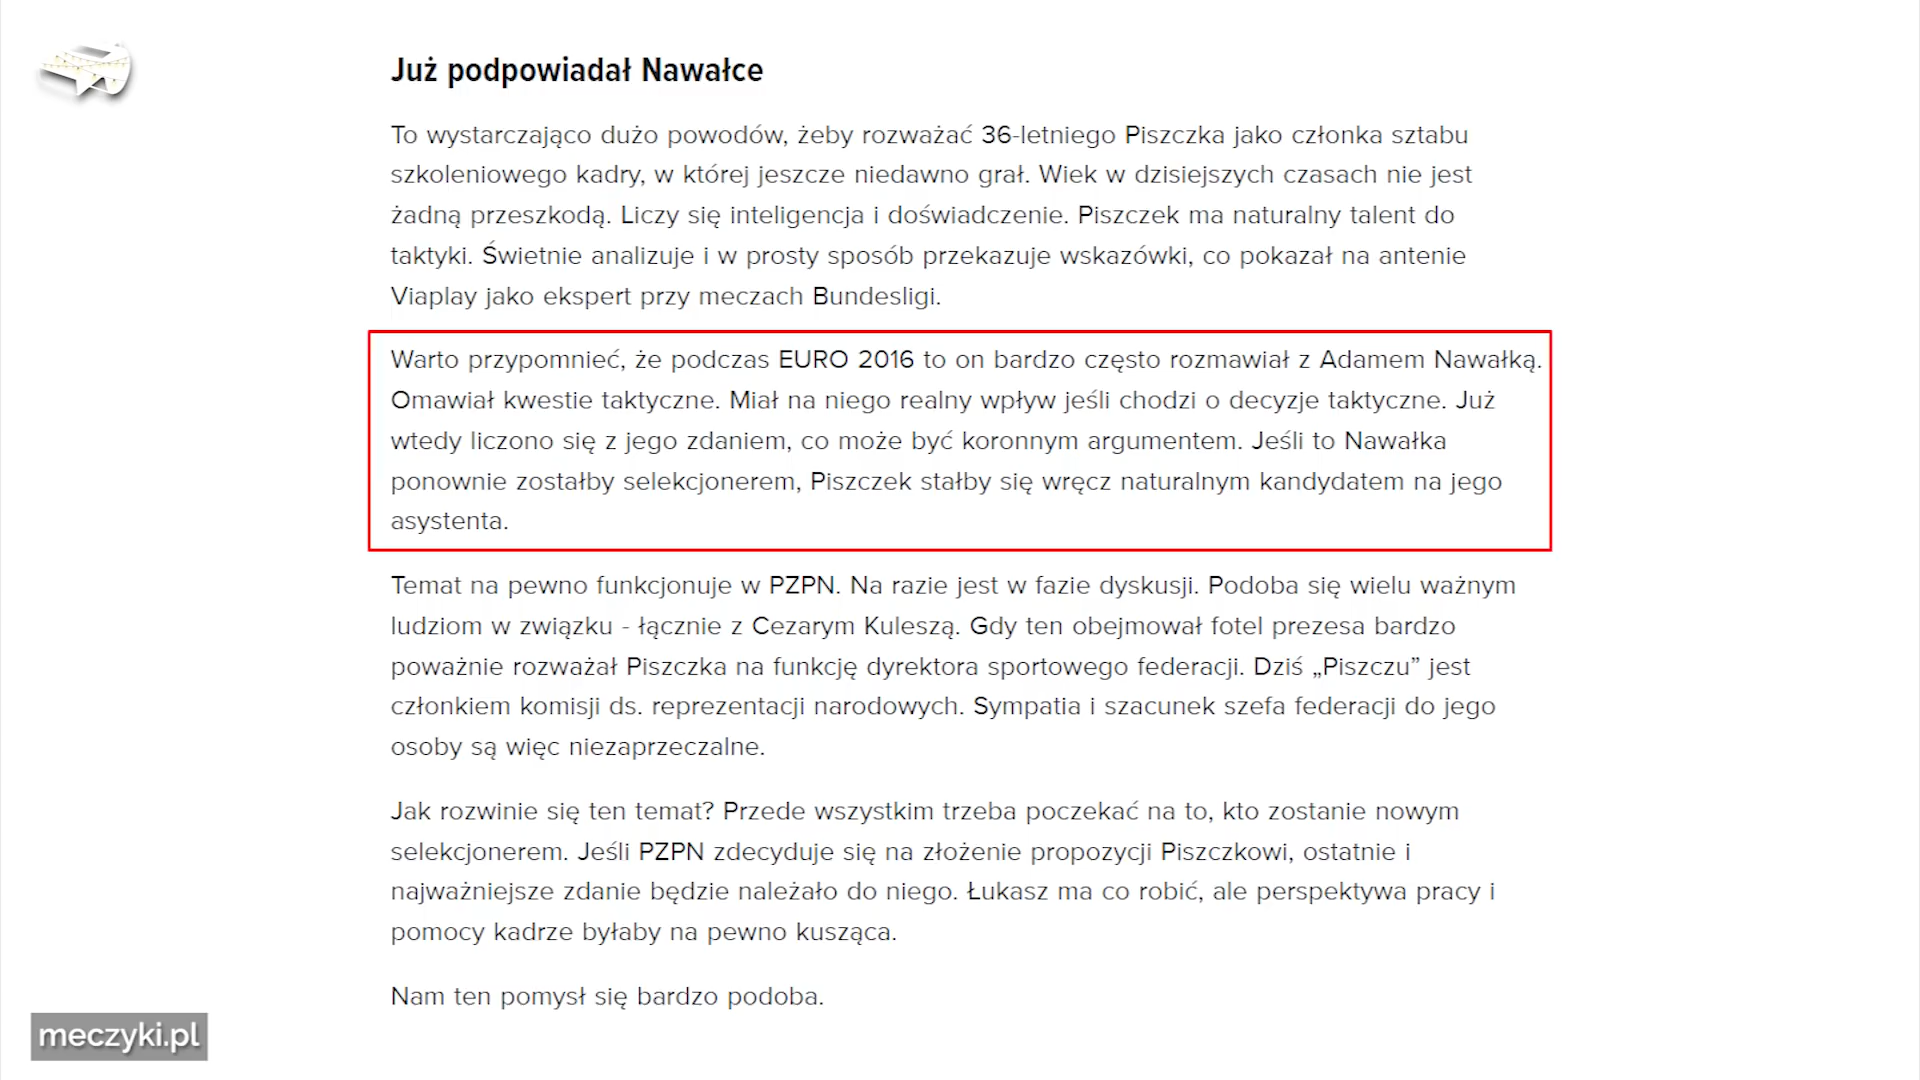 Już podpowiadał Nawałce
To wystarczająco dużo powodów, żeby rozważać 36-letniego Piszczka jako członka sztabu
szkoleniowego kadry, w której jeszcze niedawno grał. Wiek w dzisiejszych czasach nie jest
żadną przeszkodą. Liczy się inteligencja i doświadczenie. Piszczek ma naturalny talent do
taktyki. Świetnie analizuje i w prosty sposób przekazuje wskazówki, co pokazał na antenie
Viaplay jako ekspert przy meczach Bundesligi.
Warto przypomnieć, że podczas EURO 2016 to on bardzo często rozmawiał z Adamem Nawałką.
Omawiał kwestie taktyczne. Miał na niego realny wpływ jeśli chodzi o decyzje taktyczne. Już
wtedy liczono się z jego zdaniem, co może być koronnym argumentem. Jeśli to Nawałka
ponownie zostałby selekcjonerem, Piszczek stałby się wręcz naturalnym kandydatem na jego
asystenta.
Temat na pewno funkcjonuje w PZPN. Na razie jest w fazie dyskusji. Podoba się wielu ważnym
ludziom w związku - łącznie z Cezarym Kuleszą. Gdy ten obejmował fotel prezesa bardzo
poważnie rozważał Piszczka na funkcję dyrektora sportowego federacji. Dziś „Piszczu” jest
członkiem komisji ds. reprezentacji narodowych. Sympatia i szacunek szefa federacji do jego
osoby są więc niezaprzeczalne.
Jak rozwinie się ten temat? Przede wszystkim trzeba poczekać na to, kto zostanie nowym
selekcjonerem. Jeśli PZPN zdecyduje się na złożenie propozycji Piszczkowi, ostatnie i
najważniejsze zdanie będzie należało do niego. Łukasz ma co robić, ale perspektywa pracy i
pomocy kadrze byłaby na pewno kusząca.
Nam ten pomysł się bardzo podoba.
meczyki.pl